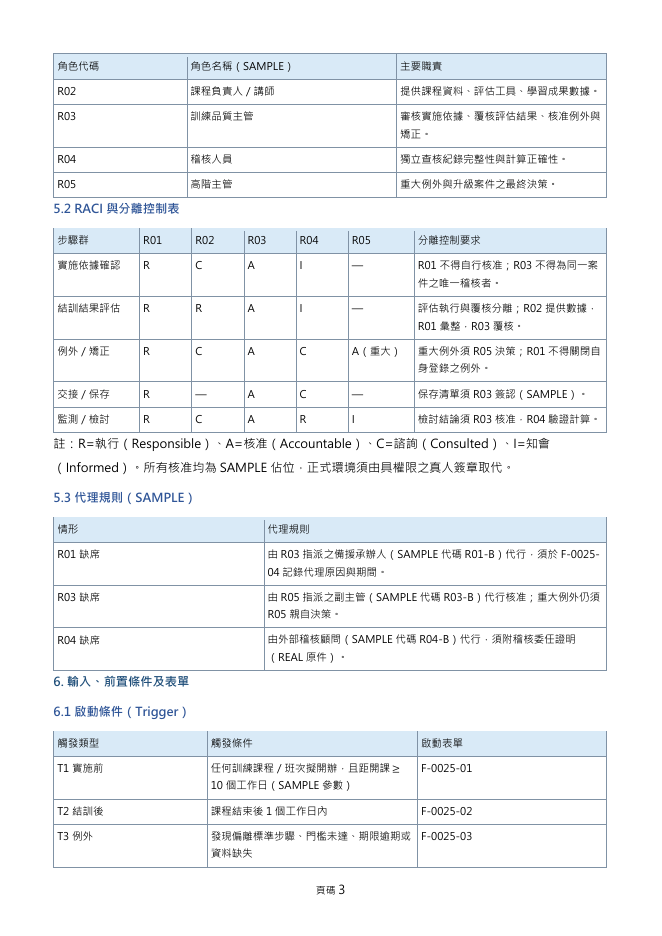 角色代碼 角色名稱（SAMPLE） 主要職責
R02 課程負責人／講師 提供課程資料、評估工具、學習成果數據。
R03 訓練品質主管 審核實施依據、覆核評估結果、核准例外與
矯正。
R04 稽核人員 獨立查核紀錄完整性與計算正確性。
R05 高階主管 重大例外與升級案件之最終決策。
5.2 RACI 與分離控制表
步驟群 R01 R02 R03 R04 R05 分離控制要求
實施依據確認 R C A I — R01 不得自行核准；R03 不得為同一案
件之唯一稽核者。
結訓結果評估 R R A I — 評估執行與覆核分離；R02 提供數據，
R01 彙整，R03 覆核。
例外／矯正 R C A C A（重大） 重大例外須 R05 決策；R01 不得關閉自
身登錄之例外。
交接／保存 R — A C — 保存清單須 R03 簽認（SAMPLE）。
監測／檢討 R C A R I 檢討結論須 R03 核准，R04 驗證計算。
註：R=執行（Responsible）、A=核准（Accountable）、C=諮詢（Consulted）、I=知會
（Informed）。所有核准均為 SAMPLE 佔位，正式環境須由具權限之真人簽章取代。
5.3 代理規則（SAMPLE）
情形 代理規則
R01 缺席 由 R03 指派之備援承辦人（SAMPLE 代碼 R01-B）代行，須於 F-0025-
04 記錄代理原因與期間。
R03 缺席 由 R05 指派之副主管（SAMPLE 代碼 R03-B）代行核准；重大例外仍須
R05 親自決策。
R04 缺席 由外部稽核顧問（SAMPLE 代碼 R04-B）代行，須附稽核委任證明
（REAL 原件）。
6. 輸入、前置條件及表單
6.1 啟動條件（Trigger）
觸發類型 觸發條件 啟動表單
T1 實施前 任何訓練課程／班次擬開辦，且距開課 ≥ F-0025-01
10 個工作日（SAMPLE 參數）
T2 結訓後 課程結束後 1 個工作日內 F-0025-02
T3 例外 發現偏離標準步驟、門檻未達、期限逾期或 F-0025-03
資料缺失
頁碼 3